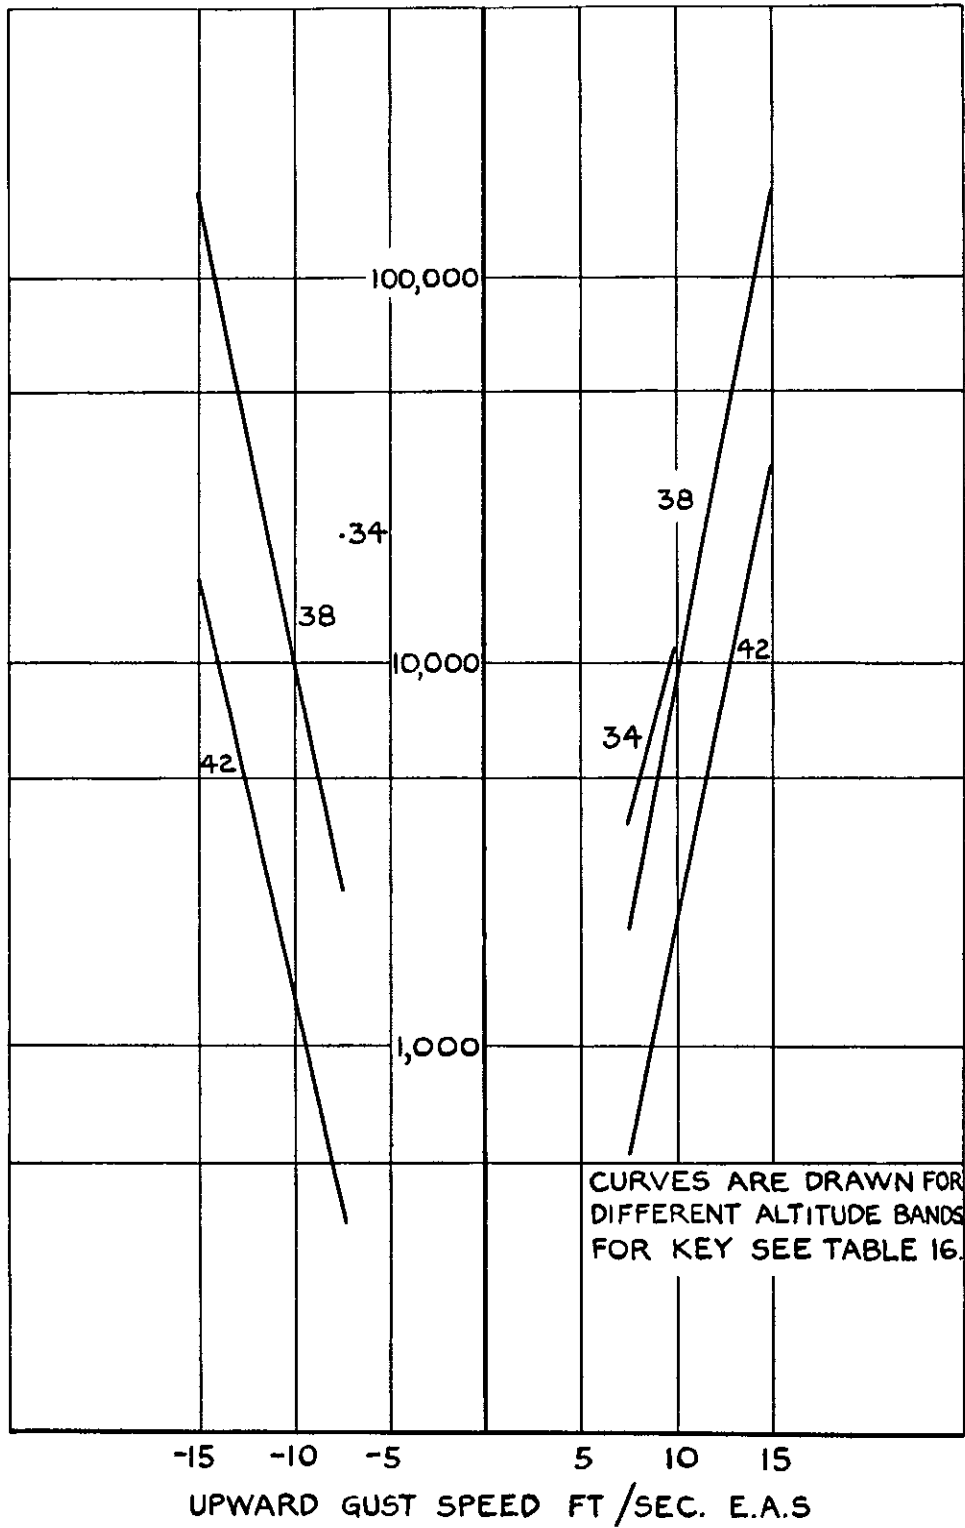 100,000
38
.34
38
10,000
42
34
42
1,000
CURVES ARE DRAWN FOR
DIFFERENT ALTITUDE BANDS
FOR KEY SEE TABLE 16.
-15 -10 -5 5 10 15
UPWARD GUST SPEED FT/SEC. E.A.S